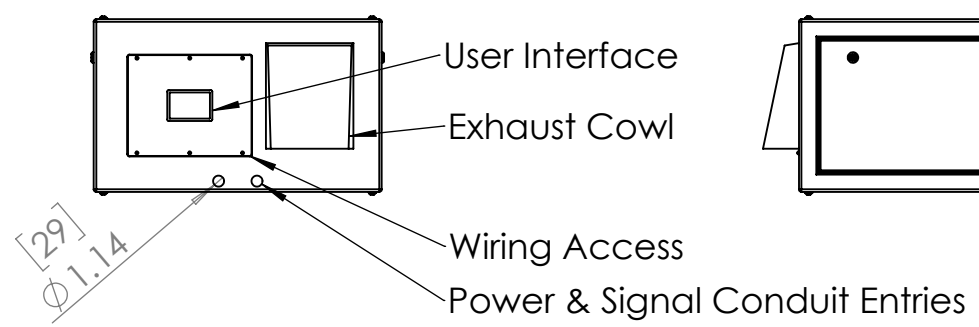 User Interface
Exhaust Cowl
Wiring Access
Power & Signal Conduit Entries
[29]
∅1.14